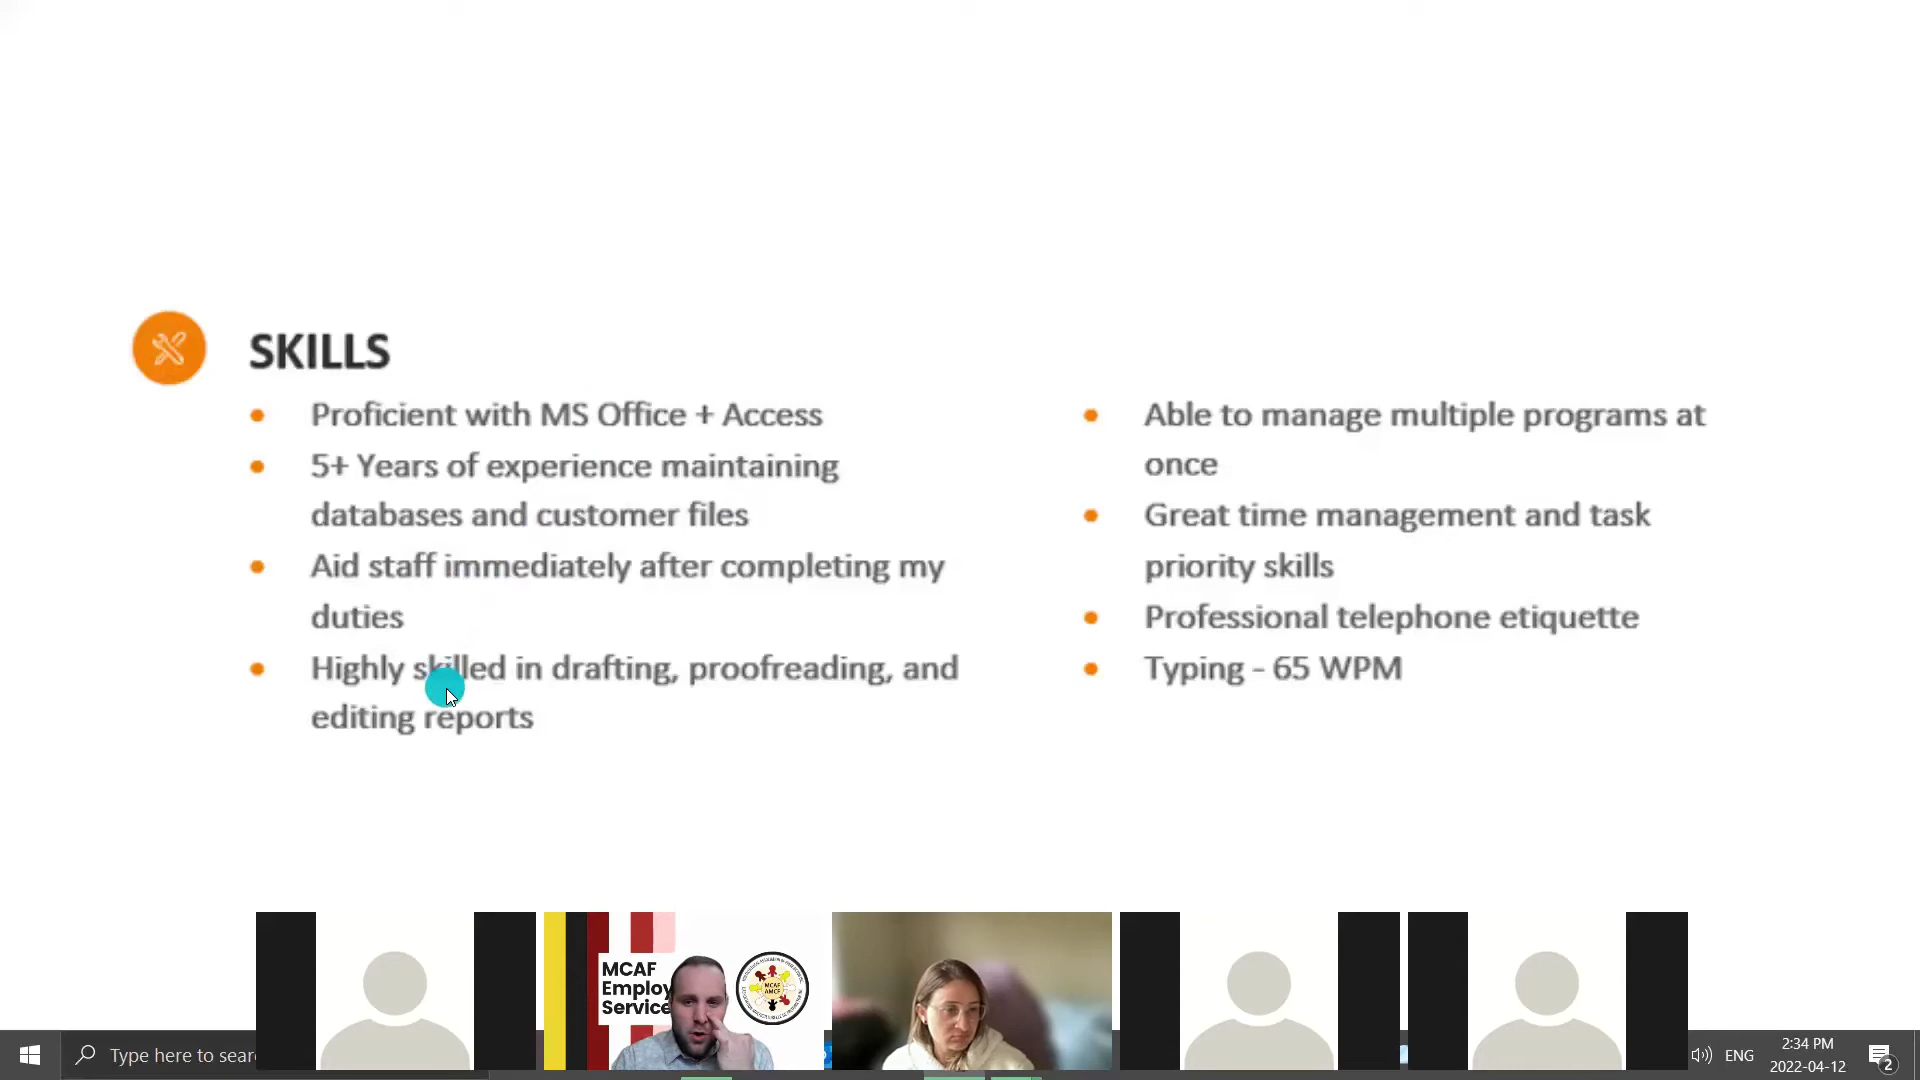 SKILLS
Proficient with MS Office + Access
5+ Years of experience maintaining
databases and customer files
Aid staff immediately after completing my
duties
Highly skilled in drafting, proofreading, and
editing reports
Able to manage multiple programs at
once
Great time management and task
priority skills
Professional telephone etiquette
Typing - 65 WPM
MCAF
Employ
Service
MCAF
AMCF
Type here to sear
ENG
2:34 PM
2022-04-12
2